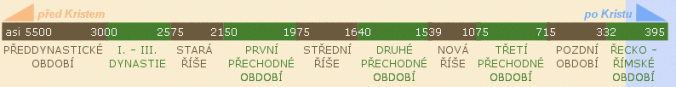 před Kristem po Kristu
asi 5500 3000 2575 2150 1975 1640 1539 1075 715 332 395
PŘEDDYNASTICKÉ I. – III. STARÁ PRVNÍ STŘEDNÍ DRUHÉ NOVÁ TŘETÍ POZDNÍ ŘECKO –
OBDOBÍ DYNASTIE ŘÍŠE PŘECHODNÉ ŘÍŠE PŘECHODNÉ ŘÍŠE PŘECHODNÉ OBDOBÍ ŘÍMSKÉ
OBDOBÍ OBDOBÍ OBDOBÍ OBDOBÍ